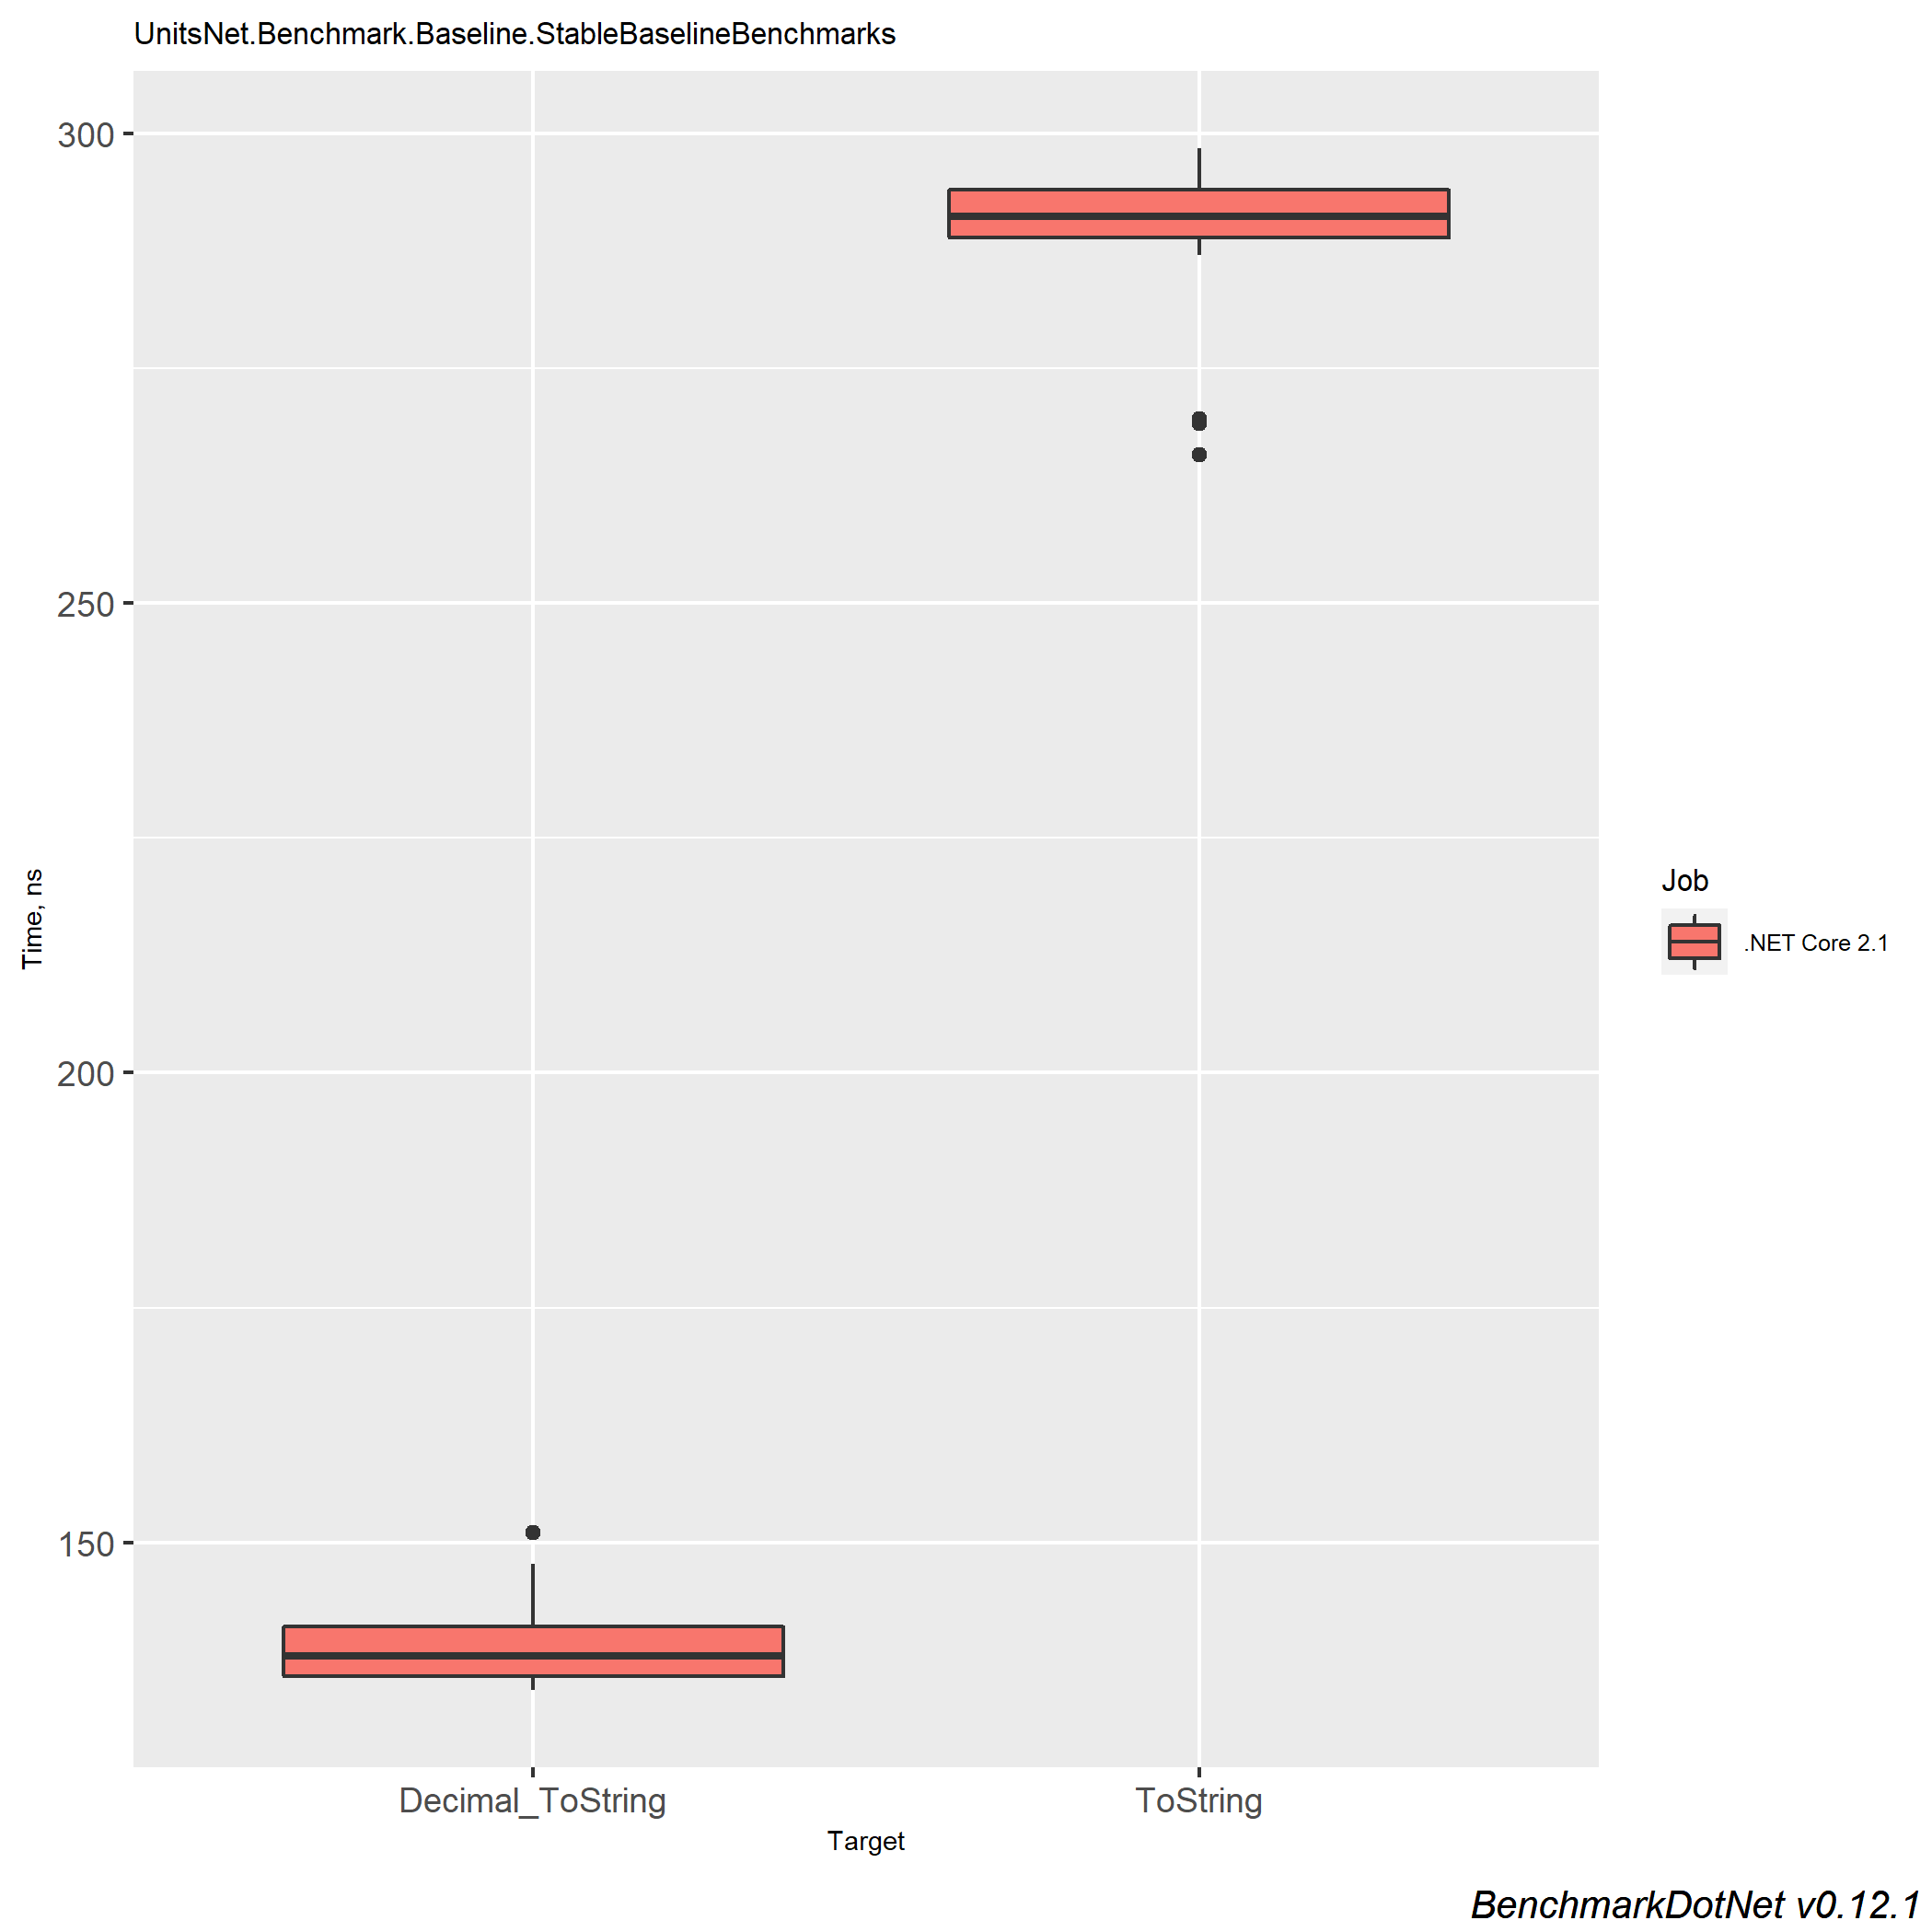 UnitsNet.Benchmark.Baseline.StableBaselineBenchmarks
300
250
200
150
Time, ns
Decimal_ToString
ToString
Target
Job
.NET Core 2.1
BenchmarkDotNet v0.12.1